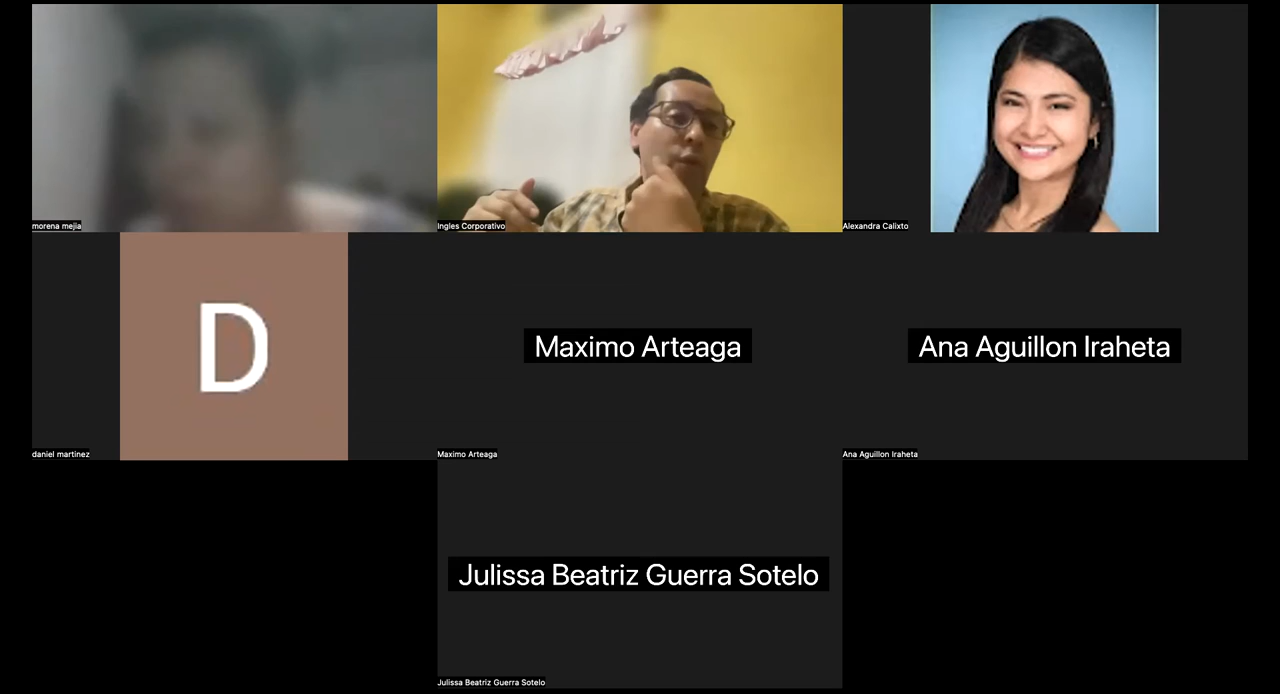 morena mejia
Ingles Corporativo
Alexandra Calixto
D
daniel martinez
Maximo Arteaga
Maximo Arteaga
Ana Aguillon Iraheta
Ana Aguillon Iraheta
Julissa Beatriz Guerra Sotelo
Julissa Beatriz Guerra Sotelo